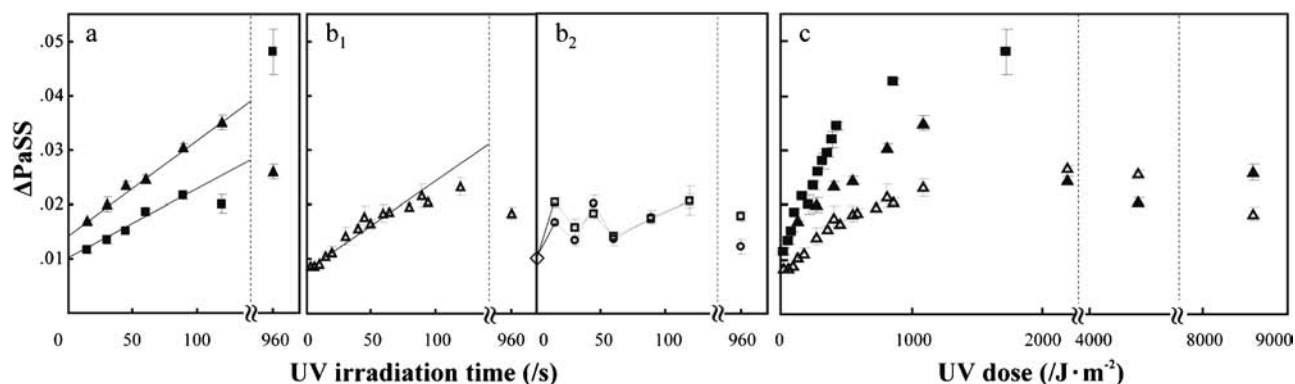 a b₁ b₂ c
.05
.04
.03
.02
.01
ΔPaSS
0 50 100 960 0 50 100 960 0 50 100 960 0 1000 2000 4000 8000 9000
UV irradiation time (/s) UV dose (/J·m⁻²)